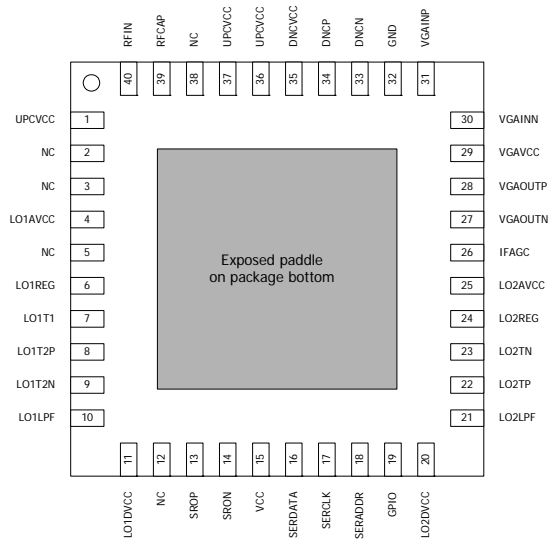 RFIN
RFCAP
NC
UPCVCC
UPCVCC
DNCVCC
DNCP
DNCN
GND
VGAINP
40
39
38
37
36
35
34
33
32
31
UPCVCC 1
NC 2
NC 3
LO1AVCC 4
NC 5
LO1REG 6
LO1T1 7
LO1T2P 8
LO1T2N 9
LO1LPF 10
Exposed paddle
on package bottom
30 VGAINN
29 VGAVCC
28 VGAOUTP
27 VGAOUTN
26 IFAGC
25 LO2AVCC
24 LO2REG
23 LO2TN
22 LO2TP
21 LO2LPF
11
12
13
14
15
16
17
18
19
20
LO1DVCC
NC
SROP
SRON
VCC
SERDATA
SERCLK
SERADDR
GPIO
LO2DVCC